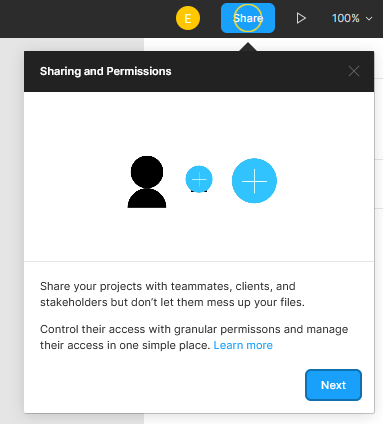 E
Share
100%
Sharing and Permissions
Share your projects with teammates, clients, and
stakeholders but don’t let them mess up your files.
Control their access with granular permissons and manage
their access in one simple place. Learn more
Next